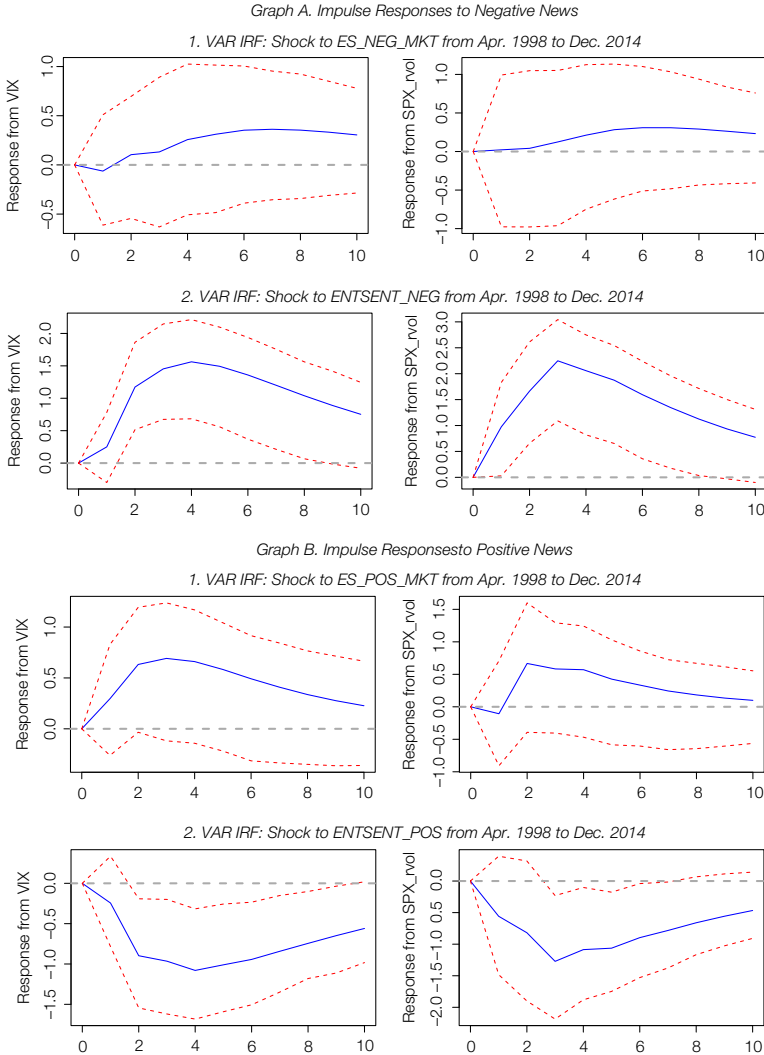 Graph A. Impulse Responses to Negative News
1. VAR IRF: Shock to ES_NEG_MKT from Apr. 1998 to Dec. 2014
Response from VIX
−0.5 0.0 0.5 1.0
0 2 4 6 8 10
Response from SPX_rvol
−1.0 −0.5 0.0 0.5 1.0
0 2 4 6 8 10
2. VAR IRF: Shock to ENTSENT_NEG from Apr. 1998 to Dec. 2014
Response from VIX
0.0 0.5 1.0 1.5 2.0
0 2 4 6 8 10
Response from SPX_rvol
0.0 0.5 1.0 1.5 2.0 2.5 3.0
0 2 4 6 8 10
Graph B. Impulse Responsesto Positive News
1. VAR IRF: Shock to ES_POS_MKT from Apr. 1998 to Dec. 2014
Response from VIX
0.0 0.5 1.0
0 2 4 6 8 10
Response from SPX_rvol
−1.0 −0.5 0.0 0.5 1.0 1.5
0 2 4 6 8 10
2. VAR IRF: Shock to ENTSENT_POS from Apr. 1998 to Dec. 2014
Response from VIX
−1.5 −1.0 −0.5 0.0
0 2 4 6 8 10
Response from SPX_rvol
−2.0 −1.5 −1.0 −0.5 0.0
0 2 4 6 8 10